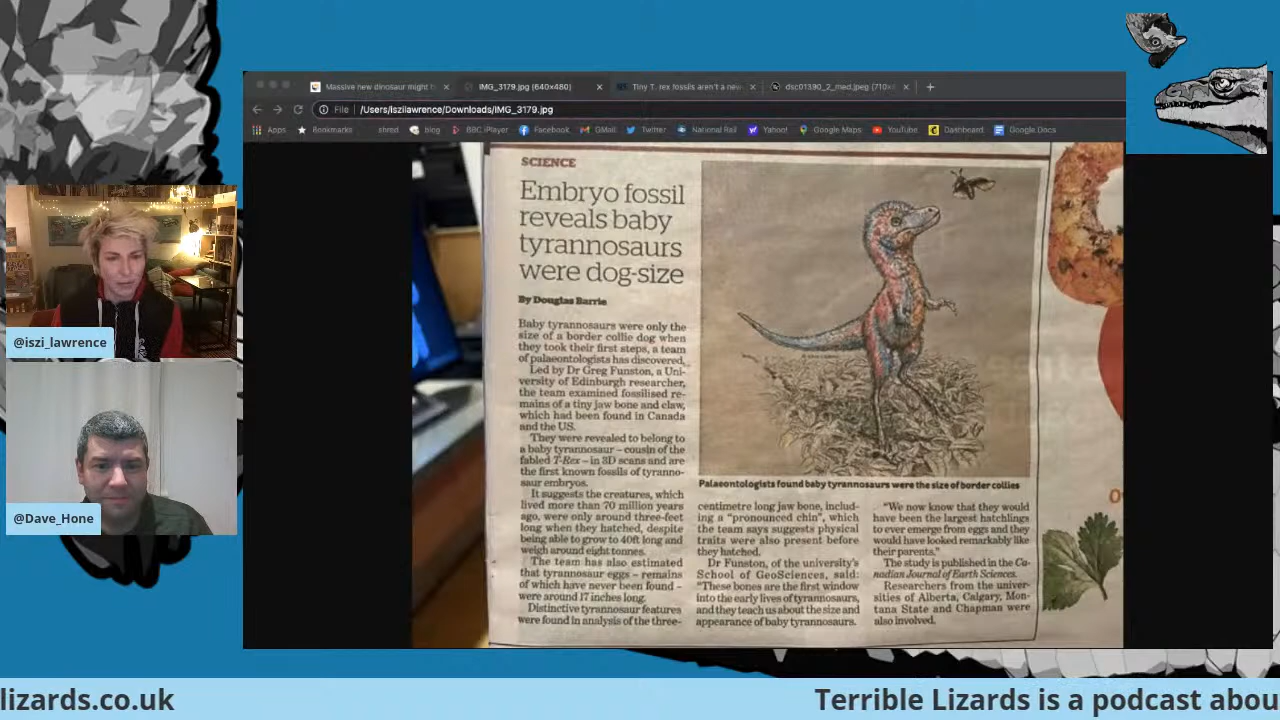 Massive new dinosaur might
IMG_3179.jpg (640×480)
Tiny T. rex fossils aren't a new
dsc01390_2_med.jpeg (710×
File
/Users/iszilawrence/Downloads/IMG_3179.jpg
Apps
Bookmarks
shred
blog
BBC iPlayer
Facebook
GMail
Twitter
National Rail
Yahoo!
Google Maps
YouTube
Dashboard
Google Docs
SCIENCE
Embryo fossil
reveals baby
tyrannosaurs
were dog-size
By Douglas Barrie
Baby tyrannosaurs were only the
size of a border collie dog when
they took their first steps, a team
of palaeontologists has discovered.
Led by Dr Greg Funston, a Uni-
versity of Edinburgh researcher,
the team examined fossilised re-
mains of a tiny jaw bone and claw,
which had been found in Canada
and the US.
They were revealed to belong to
a baby tyrannosaur – cousin of the
fabled T-Rex – in 3D scans and are
the first known fossils of tyranno-
saur embryos.
It suggests the creatures, which
lived more than 70 million years
ago, were only around three-feet
long when they hatched, despite
being able to grow to 40ft long and
weigh around eight tonnes.
The team has also estimated
that tyrannosaur eggs – remains
of which have never been found –
were around 17 inches long.
Distinctive tyrannosaur features
were found in analysis of the three-
Palaeontologists found baby tyrannosaurs were the size of border collies
centimetre long jaw bone, includ-
ing a "pronounced chin", which
the team says suggests physical
traits were also present before
they hatched.
Dr Funston, of the university's
School of GeoSciences, said:
"These bones are the first window
into the early lives of tyrannosaurs,
and they teach us about the size and
appearance of baby tyrannosaurs.
"We now know that they would
have been the largest hatchlings
to ever emerge from eggs and they
would have looked remarkably like
their parents."
The study is published in the Ca-
nadian Journal of Earth Sciences.
Researchers from the univer-
sities of Alberta, Calgary, Mon-
tana State and Chapman were
also involved.
@iszi_lawrence
@Dave_Hone
lizards.co.uk
Terrible Lizards is a podcast abou